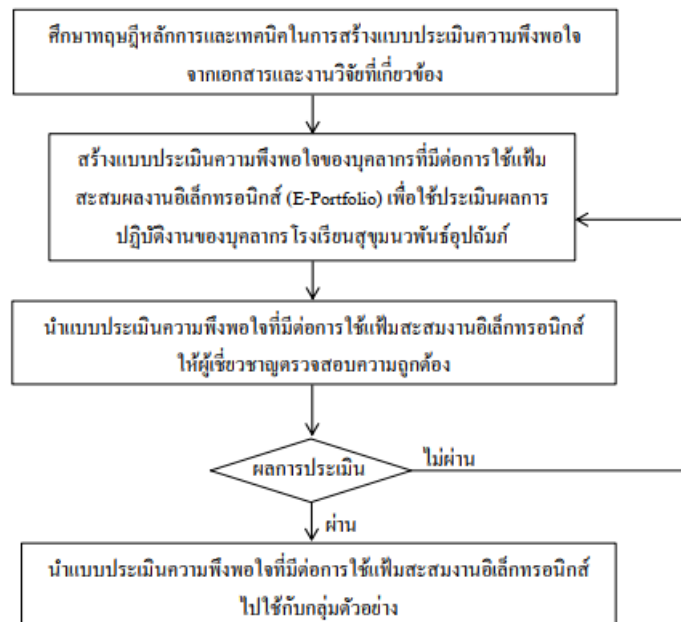 ศึกษาทฤษฎีหลักการและเทคนิคในการสร้างแบบประเมินความพึงพอใจ
จากเอกสารและงานวิจัยที่เกี่ยวข้อง
สร้างแบบประเมินความพึงพอใจของบุคลากรที่มีต่อการใช้แฟ้ม
สะสมผลงานอิเล็กทรอนิกส์ (E-Portfolio) เพื่อใช้ประเมินผลการ
ปฏิบัติงานของบุคลากรโรงเรียนสุขุมนวพันธ์อุปถัมภ์
นำแบบประเมินความพึงพอใจที่มีต่อการใช้แฟ้มสะสมงานอิเล็กทรอนิกส์
ให้ผู้เชี่ยวชาญตรวจสอบความถูกต้อง
ผลการประเมิน
ไม่ผ่าน
ผ่าน
นำแบบประเมินความพึงพอใจที่มีต่อการใช้แฟ้มสะสมงานอิเล็กทรอนิกส์
ไปใช้กับกลุ่มตัวอย่าง